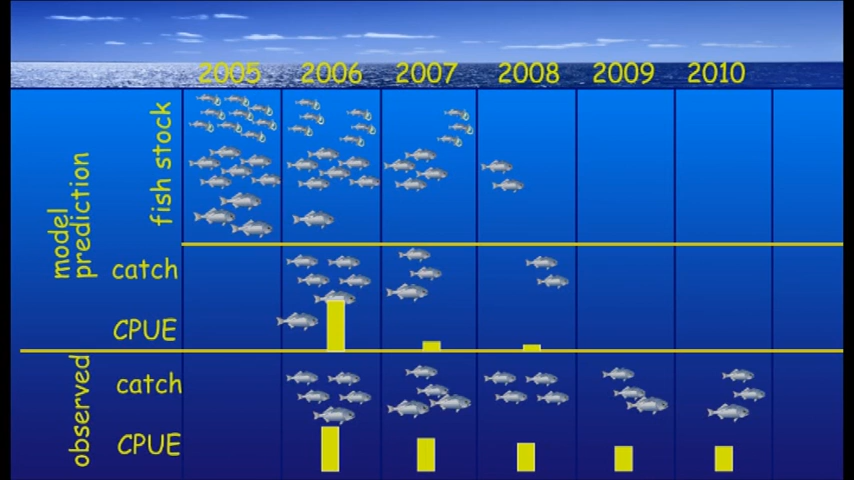 2005 2006 2007 2008 2009 2010
model
prediction
fish stock
catch
CPUE
observed
catch
CPUE